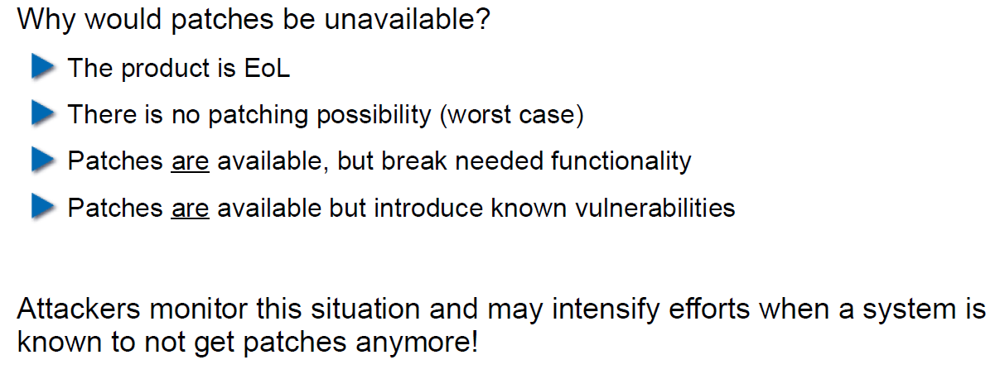 Why would patches be unavailable?
The product is EoL
There is no patching possibility (worst case)
Patches are available, but break needed functionality
Patches are available but introduce known vulnerabilities
Attackers monitor this situation and may intensify efforts when a system is
known to not get patches anymore!